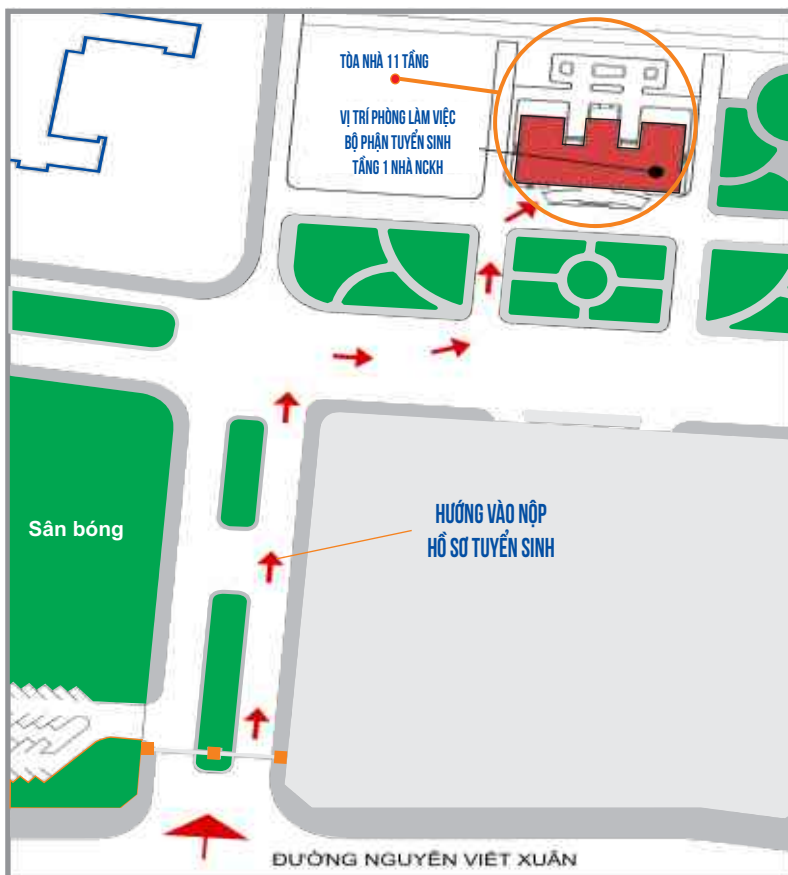 TÒA NHÀ 11 TẦNG
VỊ TRÍ PHÒNG LÀM VIỆC
BỘ PHẬN TUYỂN SINH
TẦNG 1 NHÀ NCKH
Sân bóng
HƯỚNG VÀO NỘP
HỒ SƠ TUYỂN SINH
ĐƯỜNG NGUYỄN VIẾT XUÂN